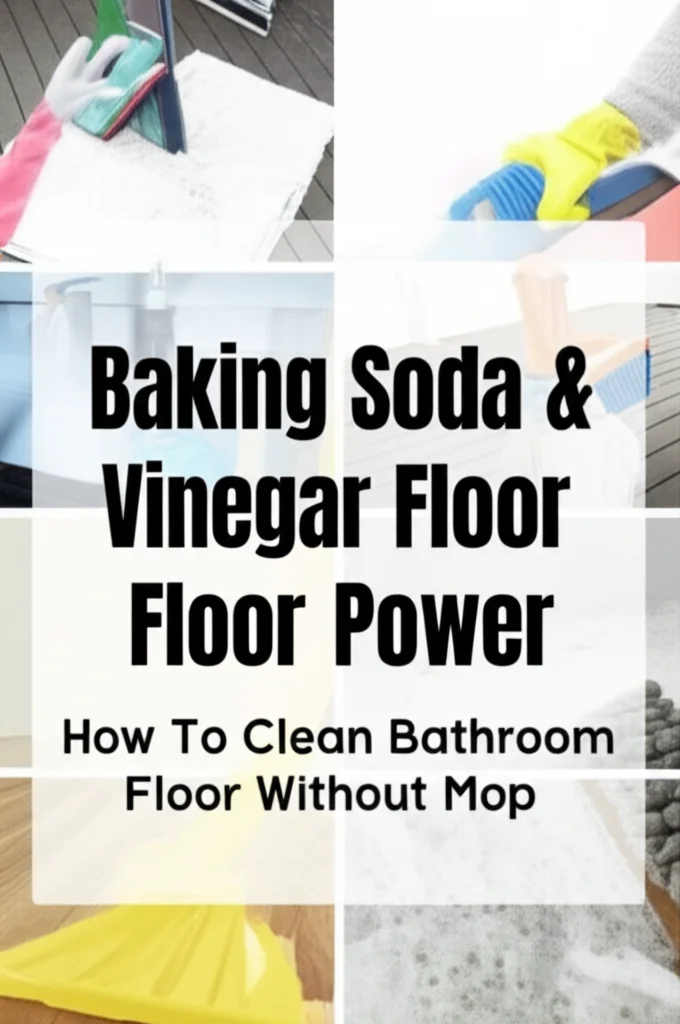 Baking Soda &
Vinegar Floor
Floor Power
How To Clean Bathroom
Floor Without Mop